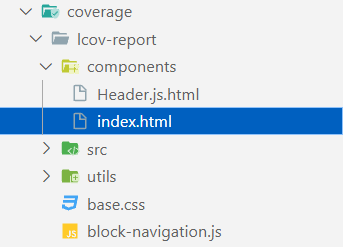 coverage
lcov-report
components
Header.js.html
index.html
src
utils
base.css
block-navigation.js